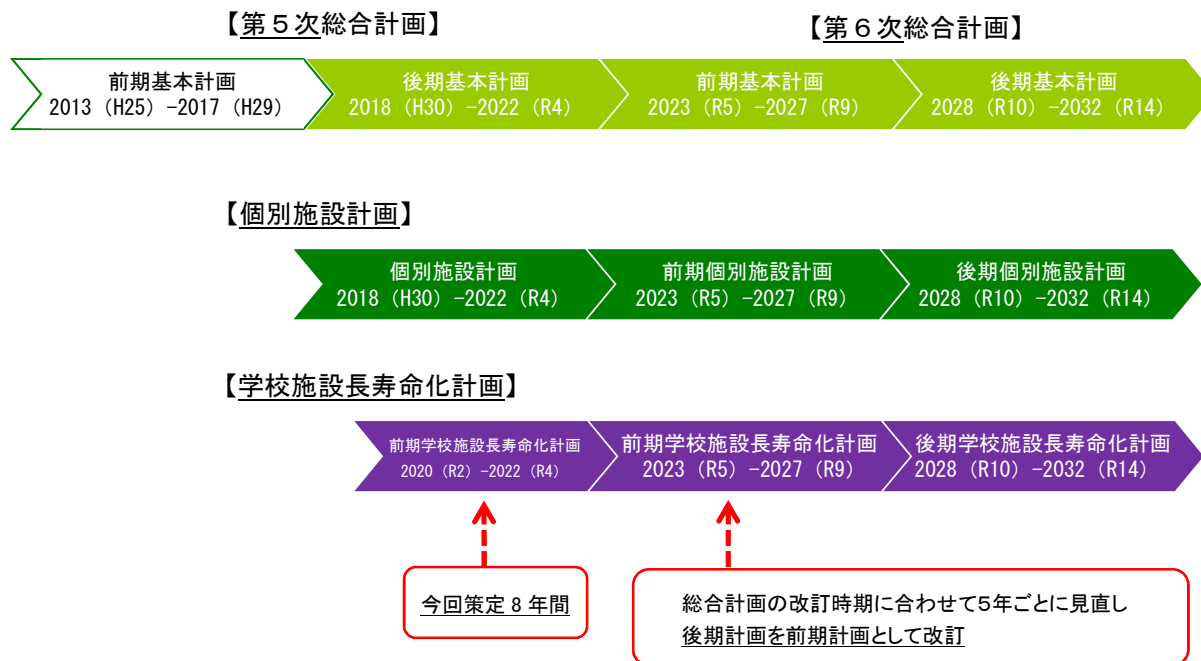 【第5次総合計画】
【第6次総合計画】
前期基本計画
2013（H25）-2017（H29）
後期基本計画
2018（H30）-2022（R4）
前期基本計画
2023（R5）-2027（R9）
後期基本計画
2028（R10）-2032（R14）
【個別施設計画】
個別施設計画
2018（H30）-2022（R4）
前期個別施設計画
2023（R5）-2027（R9）
後期個別施設計画
2028（R10）-2032（R14）
【学校施設長寿命化計画】
前期学校施設長寿命化計画
2020（R2）-2022（R4）
前期学校施設長寿命化計画
2023（R5）-2027（R9）
後期学校施設長寿命化計画
2028（R10）-2032（R14）
今回策定 8 年間
総合計画の改訂時期に合わせて5年ごとに見直し
後期計画を前期計画として改訂